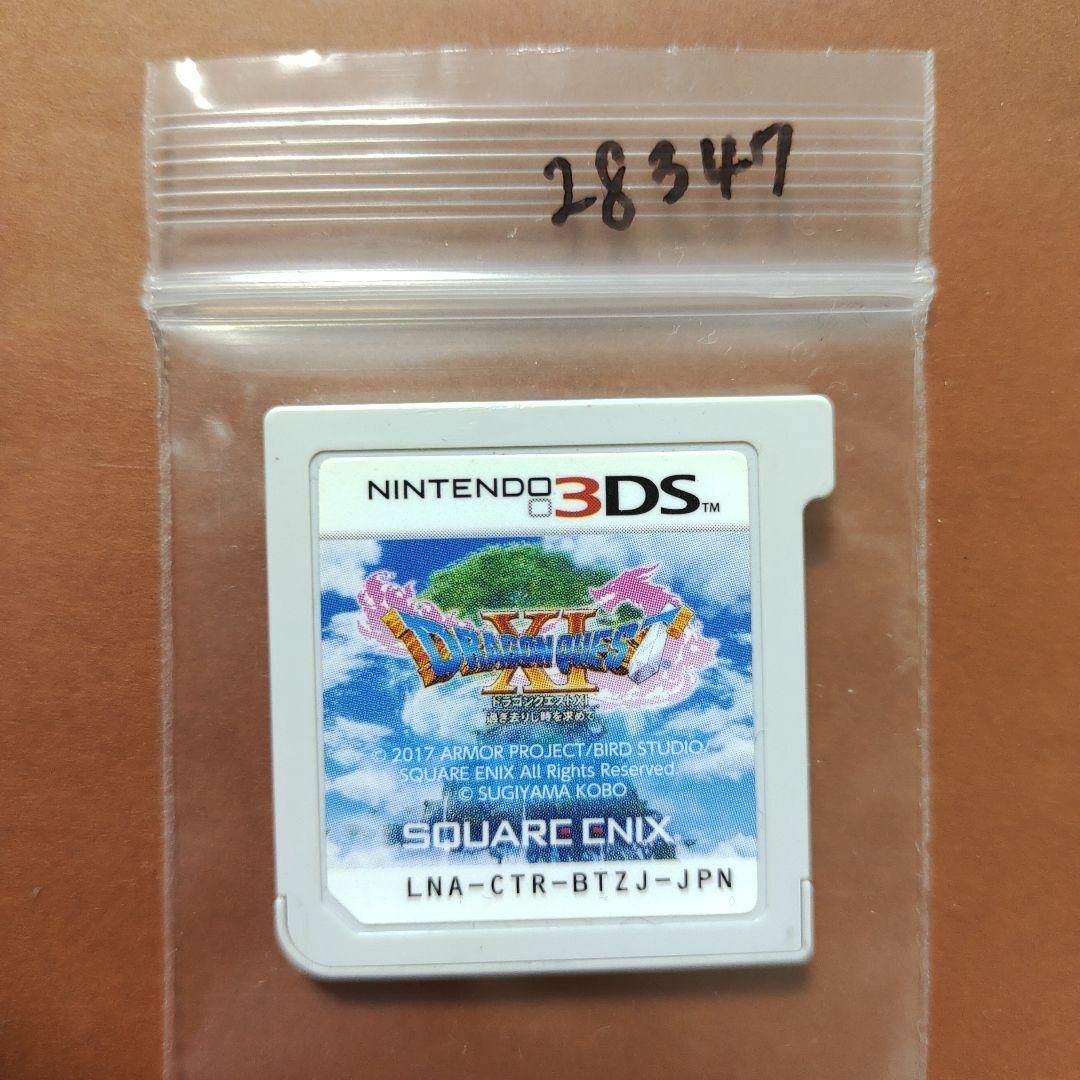 28347
NINTENDO 3DS™
XI
DRAGON QUEST
ドラゴンクエストXI
過ぎ去りし時を求めて
© 2017 ARMOR PROJECT/BIRD STUDIO/
SQUARE ENIX All Rights Reserved.
© SUGIYAMA KOBO
SQUARE ENIX
LNA-CTR-BTZJ-JPN